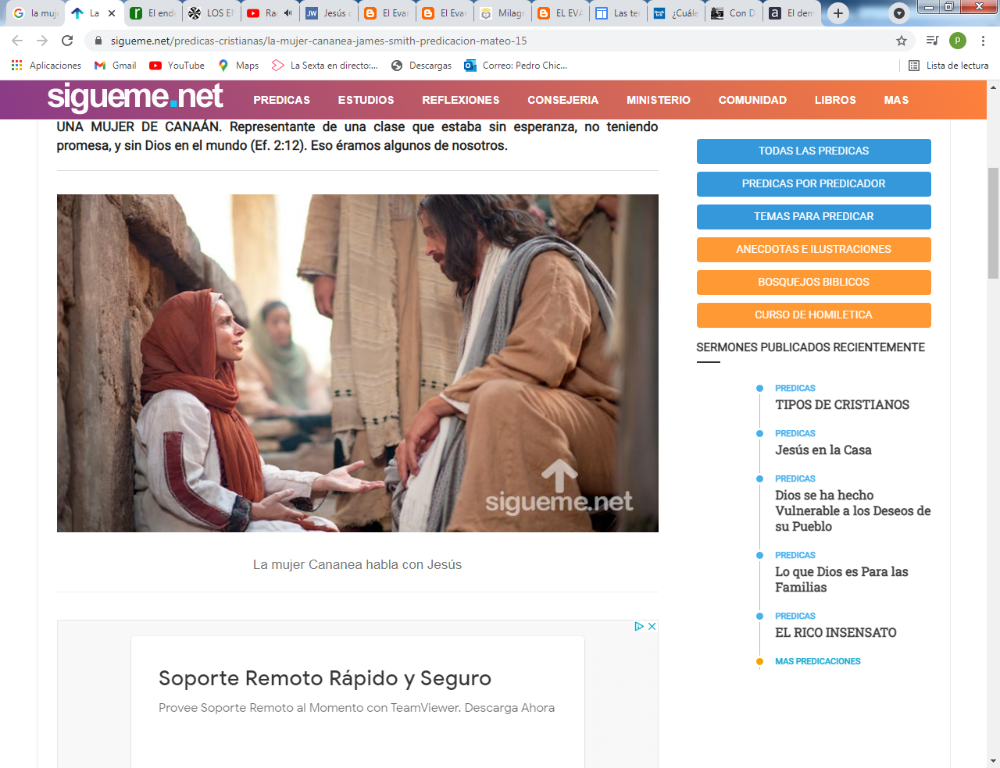 la muj
La
El end
LOS E
Ra
Jesús c
El Evar
El Evar
Milagr
EL EVA
Las ter
¿Cuále
Con D
El dem
sigueme.net/predicas-cristianas/la-mujer-cananea-james-smith-predicacion-mateo-15
p
Aplicaciones
Gmail
YouTube
Maps
La Sexta en directo:...
Descargas
Correo: Pedro Chic...
Lista de lectura
sigueme.net
PREDICAS
ESTUDIOS
REFLEXIONES
CONSEJERIA
MINISTERIO
COMUNIDAD
LIBROS
MAS
UNA MUJER DE CANAÁN. Representante de una clase que estaba sin esperanza, no teniendo
promesa, y sin Dios en el mundo (Ef. 2:12). Eso éramos algunos de nosotros.
sigueme.net
La mujer Cananea habla con Jesús
Soporte Remoto Rápido y Seguro
Provee Soporte Remoto al Momento con TeamViewer. Descarga Ahora
TODAS LAS PREDICAS
PREDICAS POR PREDICADOR
TEMAS PARA PREDICAR
ANECDOTAS E ILUSTRACIONES
BOSQUEJOS BIBLICOS
CURSO DE HOMILETICA
SERMONES PUBLICADOS RECIENTEMENTE
PREDICAS
TIPOS DE CRISTIANOS
PREDICAS
Jesús en la Casa
PREDICAS
Dios se ha hecho
Vulnerable a los Deseos de
su Pueblo
PREDICAS
Lo que Dios es Para las
Familias
PREDICAS
EL RICO INSENSATO
MAS PREDICACIONES